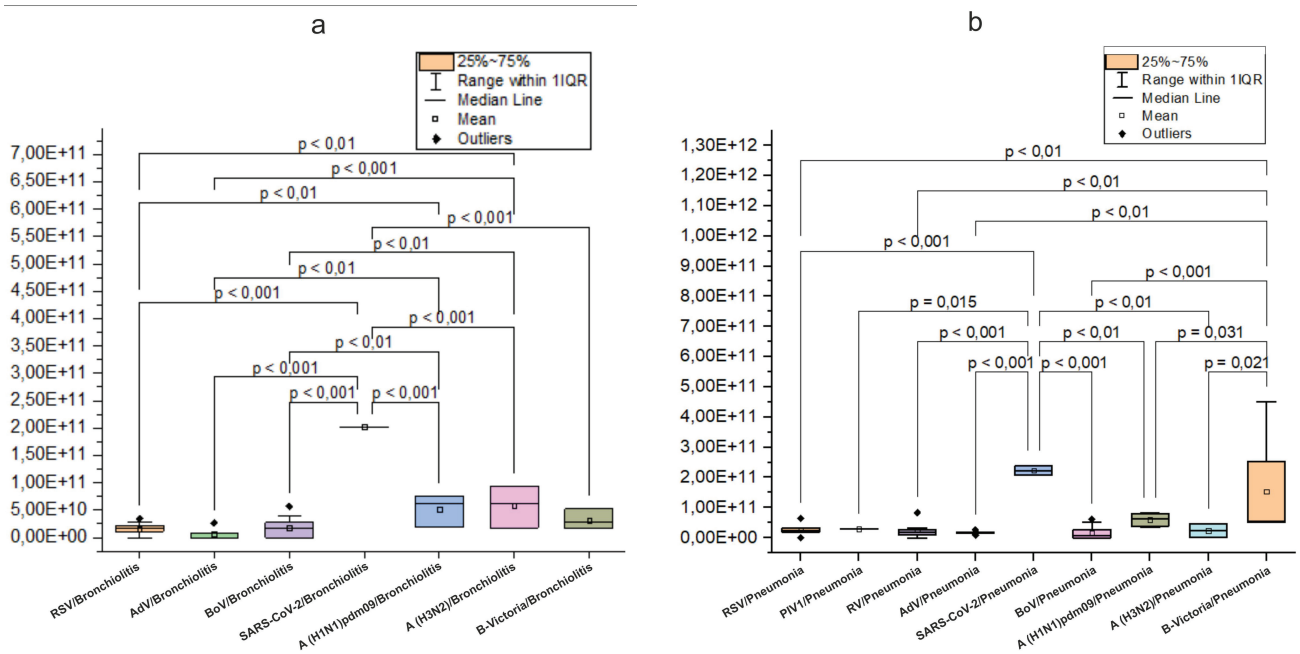 a
25%~75%
Range within 1IQR
Median Line
Mean
Outliers
7,00E+11
6,50E+11
6,00E+11
5,50E+11
5,00E+11
4,50E+11
4,00E+11
3,50E+11
3,00E+11
2,50E+11
2,00E+11
1,50E+11
1,00E+11
5,00E+10
0,00E+00
p < 0,01
p < 0,001
p < 0,01
p < 0,001
p < 0,01
p < 0,01
p < 0,001
p < 0,001
p < 0,01
p < 0,001
p < 0,001
p < 0,001
RSV/Bronchiolitis
AdV/Bronchiolitis
BoV/Bronchiolitis
SARS-CoV-2/Bronchiolitis
A (H1N1)pdm09/Bronchiolitis
A (H3N2)/Bronchiolitis
B-Victoria/Bronchiolitis
b
25%~75%
Range within 1IQR
Median Line
Mean
Outliers
1,30E+12
1,20E+12
1,10E+12
1,00E+12
9,00E+11
8,00E+11
7,00E+11
6,00E+11
5,00E+11
4,00E+11
3,00E+11
2,00E+11
1,00E+11
0,00E+00
p < 0,01
p < 0,01
p < 0,01
p < 0,001
p < 0,001
p = 0,015
p < 0,01
p < 0,001
p < 0,01
p = 0,031
p < 0,001
p < 0,001
p = 0,021
RSV/Pneumonia
PIV1/Pneumonia
RV/Pneumonia
AdV/Pneumonia
SARS-CoV-2/Pneumonia
BoV/Pneumonia
A (H1N1)pdm09/Pneumonia
A (H3N2)/Pneumonia
B-Victoria/Pneumonia